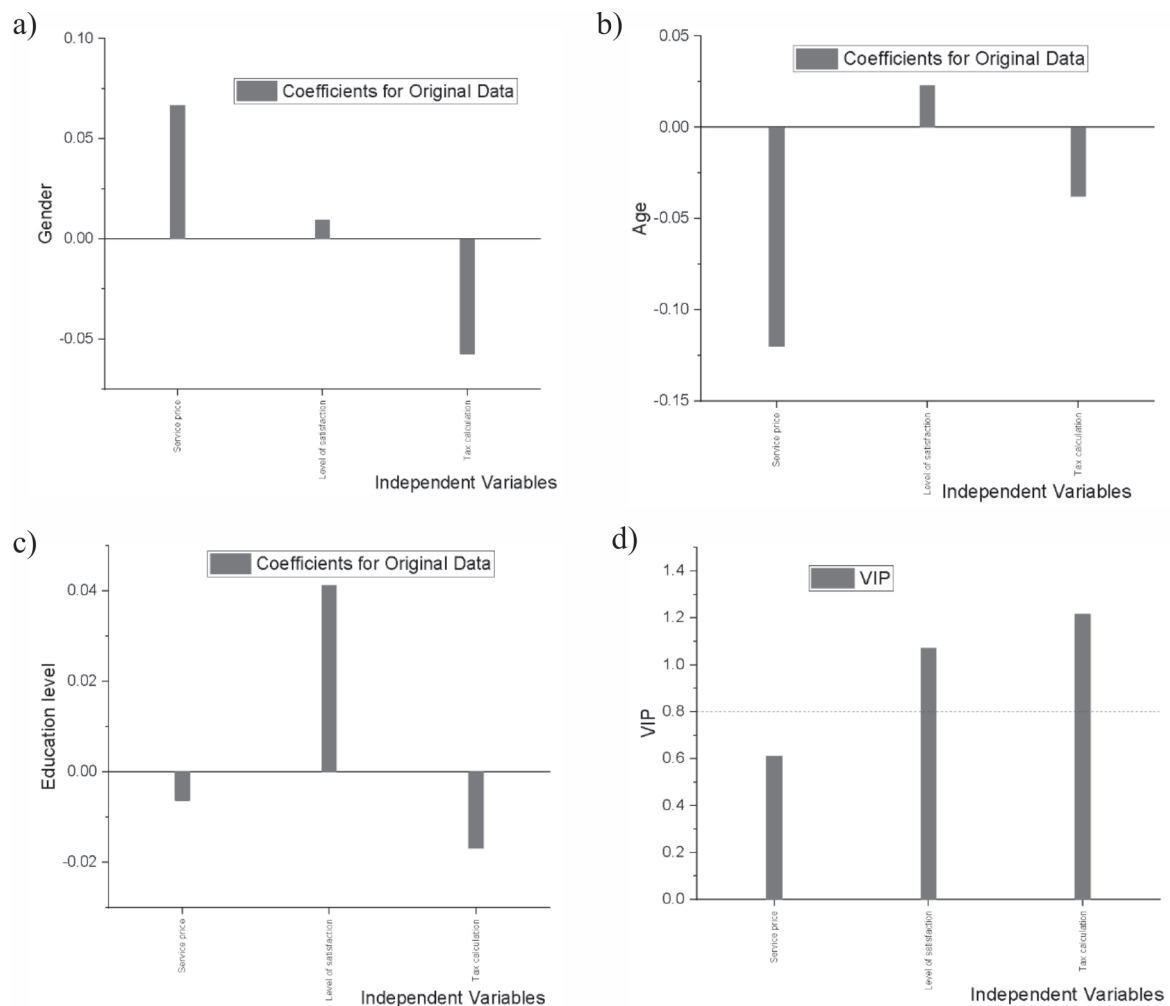 a)
0.10
0.05
0.00
-0.05
Gender
Coefficients for Original Data
Service price
Level of satisfaction
Tax calculation
Independent Variables
b)
0.05
0.00
-0.05
-0.10
-0.15
Age
Coefficients for Original Data
Service price
Level of satisfaction
Tax calculation
Independent Variables
c)
0.04
0.02
0.00
-0.02
Education level
Coefficients for Original Data
Service price
Level of satisfaction
Tax calculation
Independent Variables
d)
1.4
1.2
1.0
0.8
0.6
0.4
0.2
0.0
VIP
VIP
Service price
Level of satisfaction
Tax calculation
Independent Variables